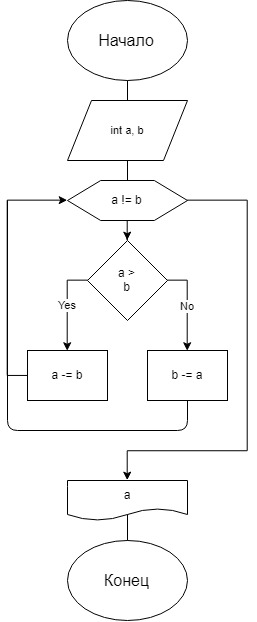 Начало
int a, b
a != b
a >
b
Yes
No
a -= b
b -= a
a
Конец